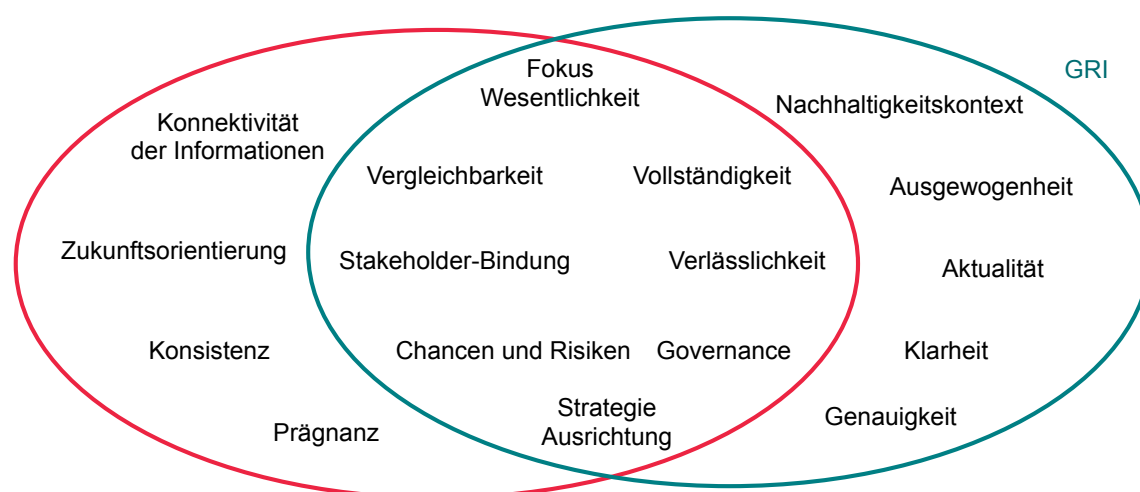 Fokus
Wesentlichkeit
GRI
Nachhaltigkeitskontext
Konnektivität
der Informationen
Vergleichbarkeit
Vollständigkeit
Ausgewogenheit
Zukunftsorientierung
Stakeholder-Bindung
Verlässlichkeit
Aktualität
Konsistenz
Chancen und Risiken
Governance
Klarheit
Strategie
Ausrichtung
Genauigkeit
Prägnanz